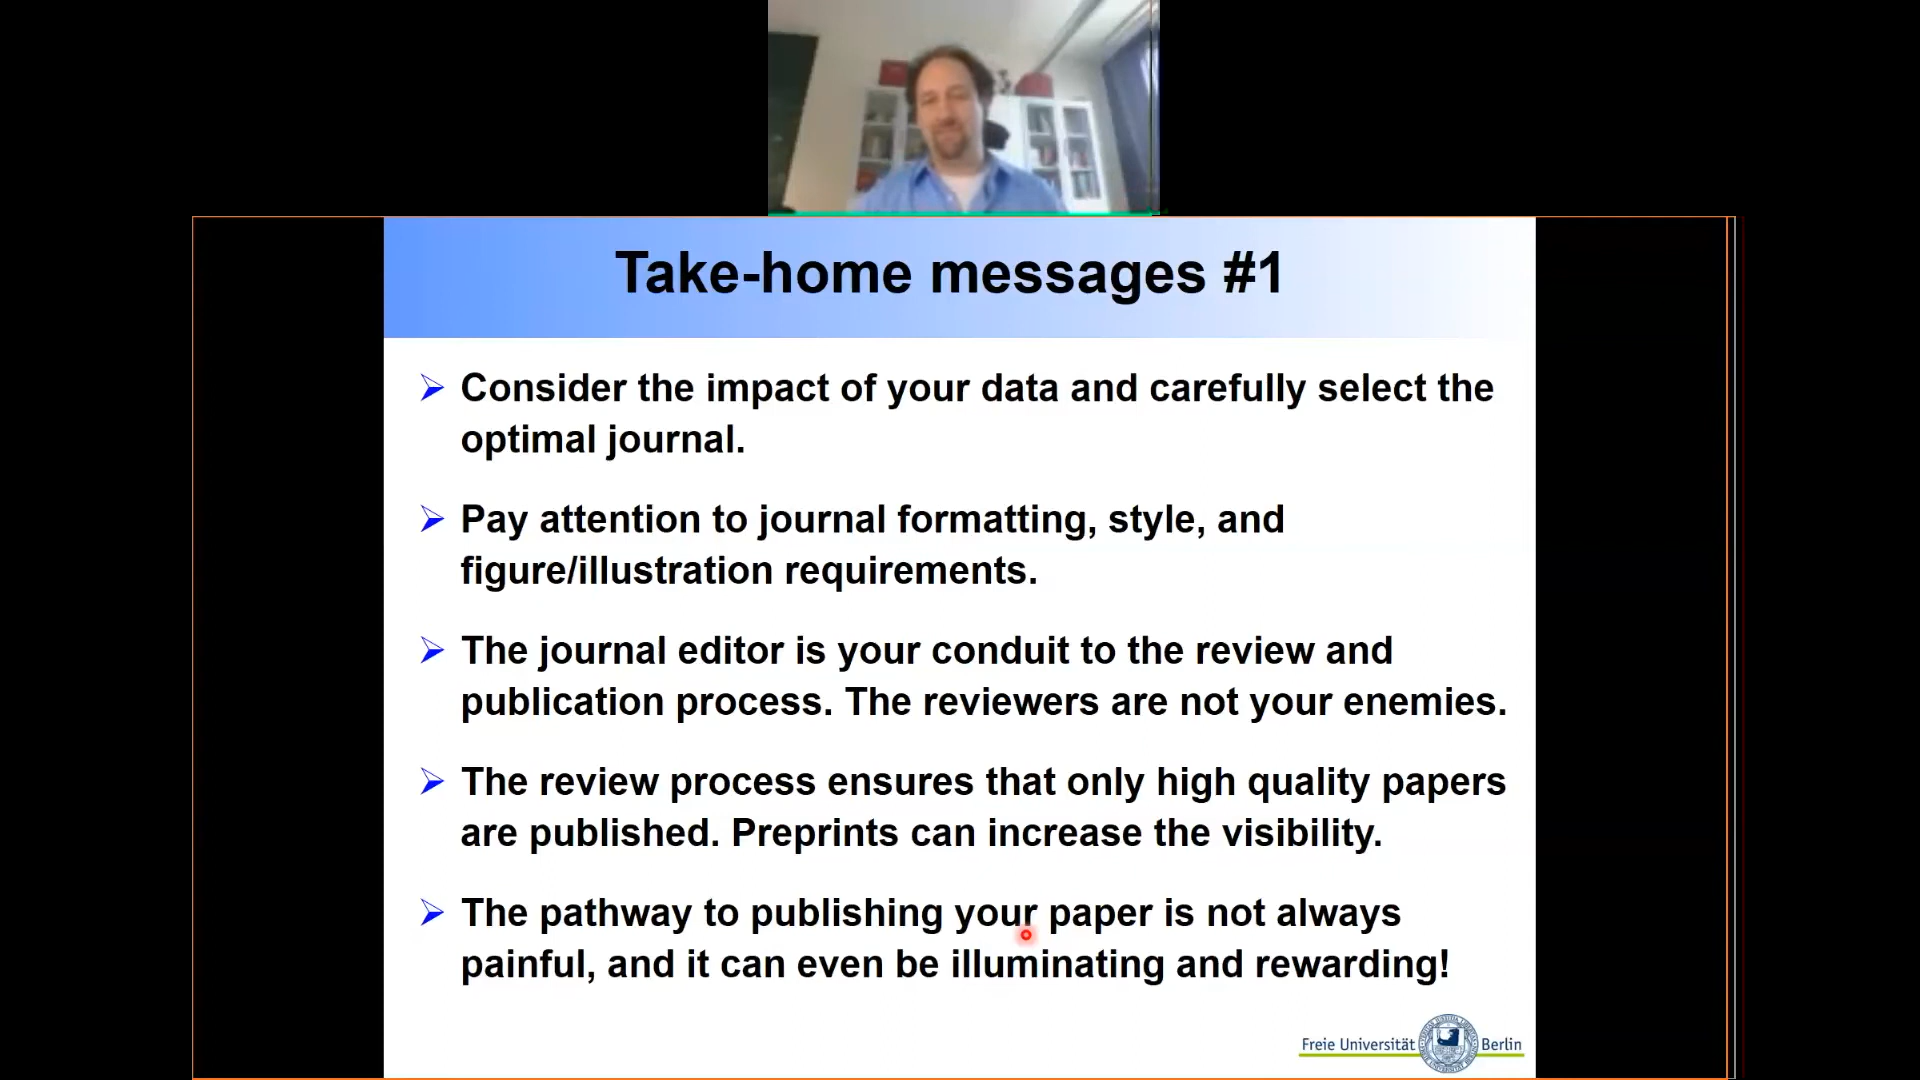 Take-home messages #1
Consider the impact of your data and carefully select the
optimal journal.
Pay attention to journal formatting, style, and
figure/illustration requirements.
The journal editor is your conduit to the review and
publication process. The reviewers are not your enemies.
The review process ensures that only high quality papers
are published. Preprints can increase the visibility.
The pathway to publishing your paper is not always
painful, and it can even be illuminating and rewarding!
Freie Universität Berlin